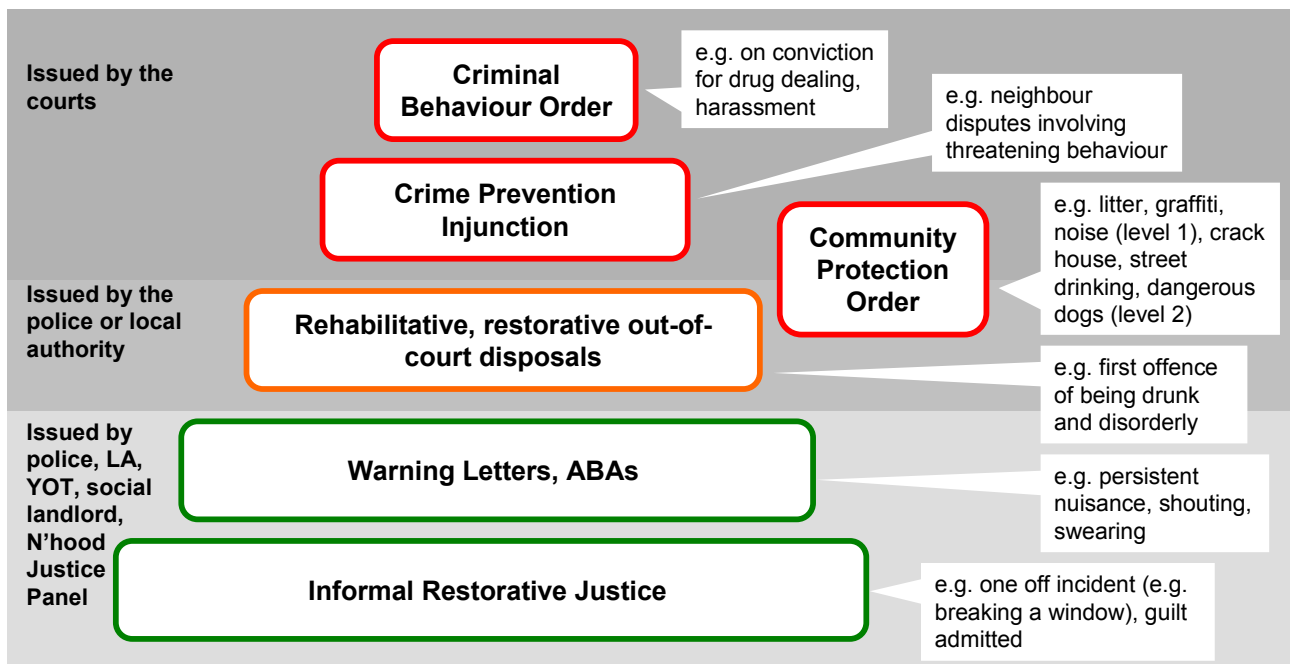 Issued by the
courts
Criminal
Behaviour Order
e.g. on conviction
for drug dealing,
harassment
e.g. neighbour
disputes involving
threatening behaviour
Crime Prevention
Injunction
Community
Protection
Order
e.g. litter, graffiti,
noise (level 1), crack
house, street
drinking, dangerous
dogs (level 2)
Issued by the
police or local
authority
Rehabilitative, restorative out-of-
court disposals
e.g. first offence
of being drunk
and disorderly
Issued by
police, LA,
YOT, social
landlord,
N’hood
Justice
Panel
Warning Letters, ABAs
e.g. persistent
nuisance, shouting,
swearing
Informal Restorative Justice
e.g. one off incident (e.g.
breaking a window), guilt
admitted